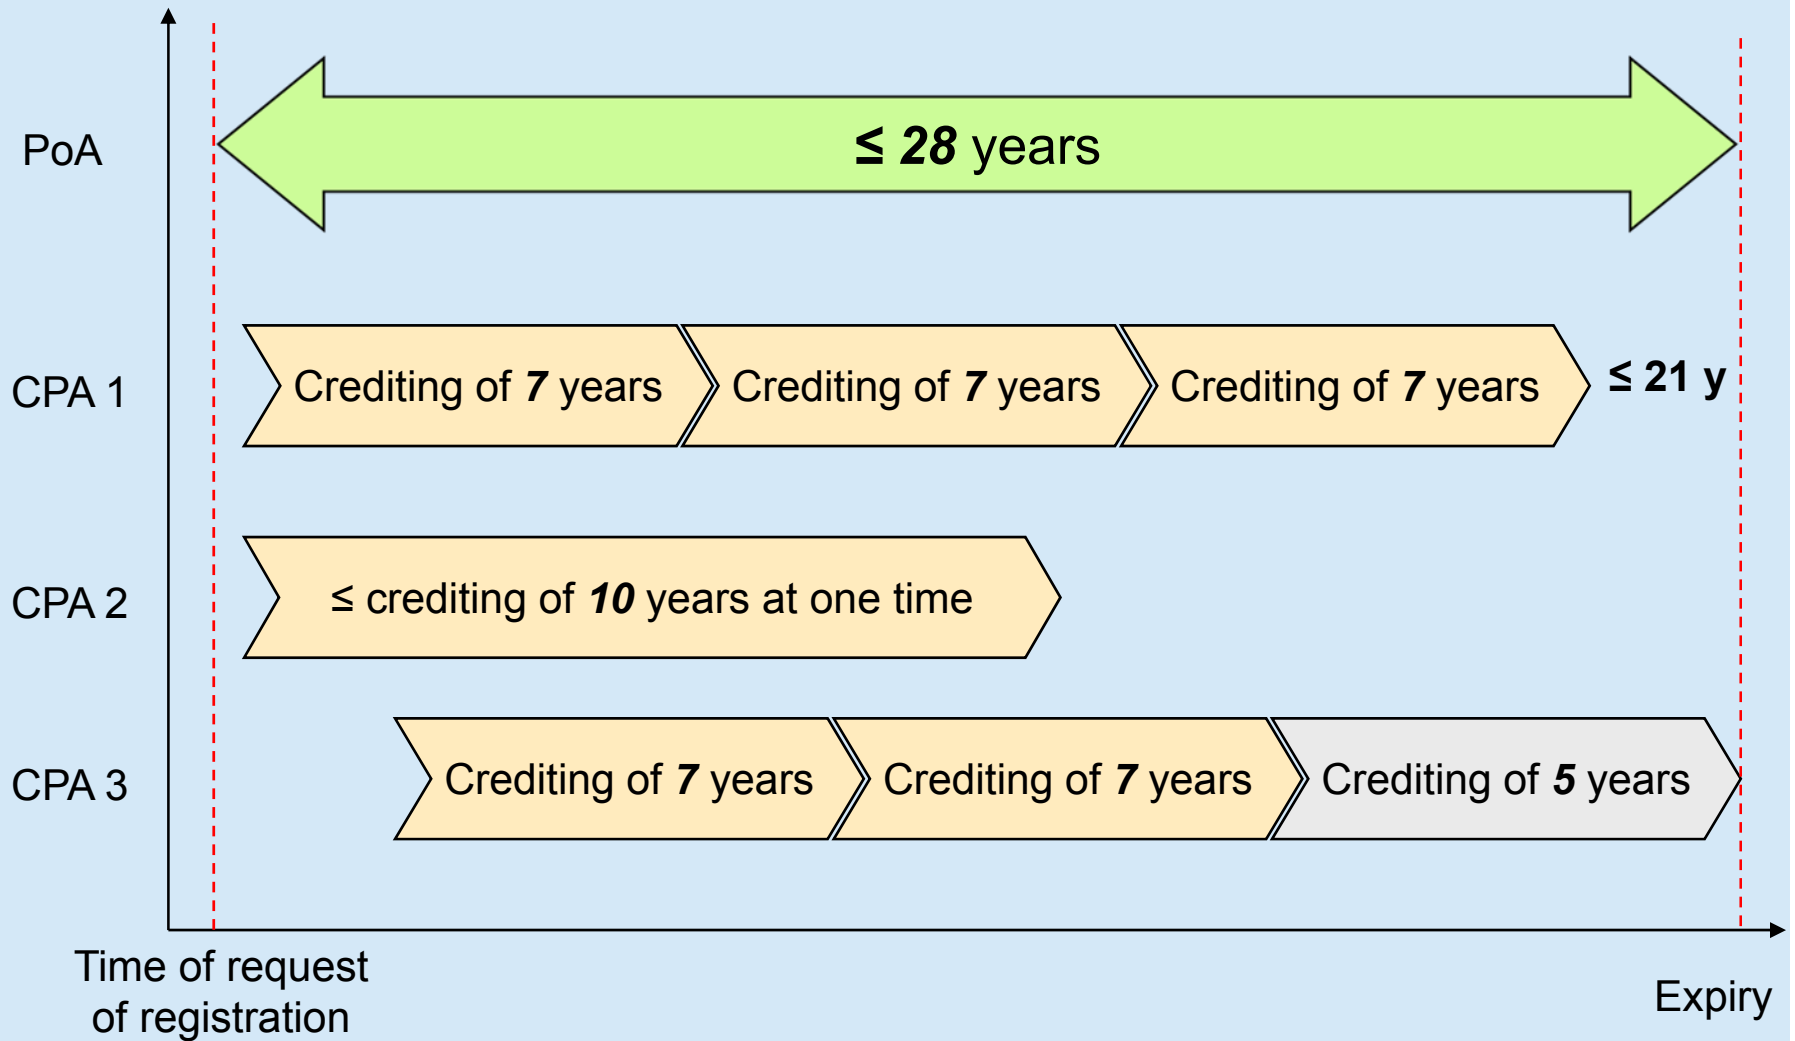 PoA
≤ 28 years
CPA 1
Crediting of 7 years
Crediting of 7 years
Crediting of 7 years
≤ 21 y
CPA 2
≤ crediting of 10 years at one time
CPA 3
Crediting of 7 years
Crediting of 7 years
Crediting of 5 years
Time of request
of registration
Expiry